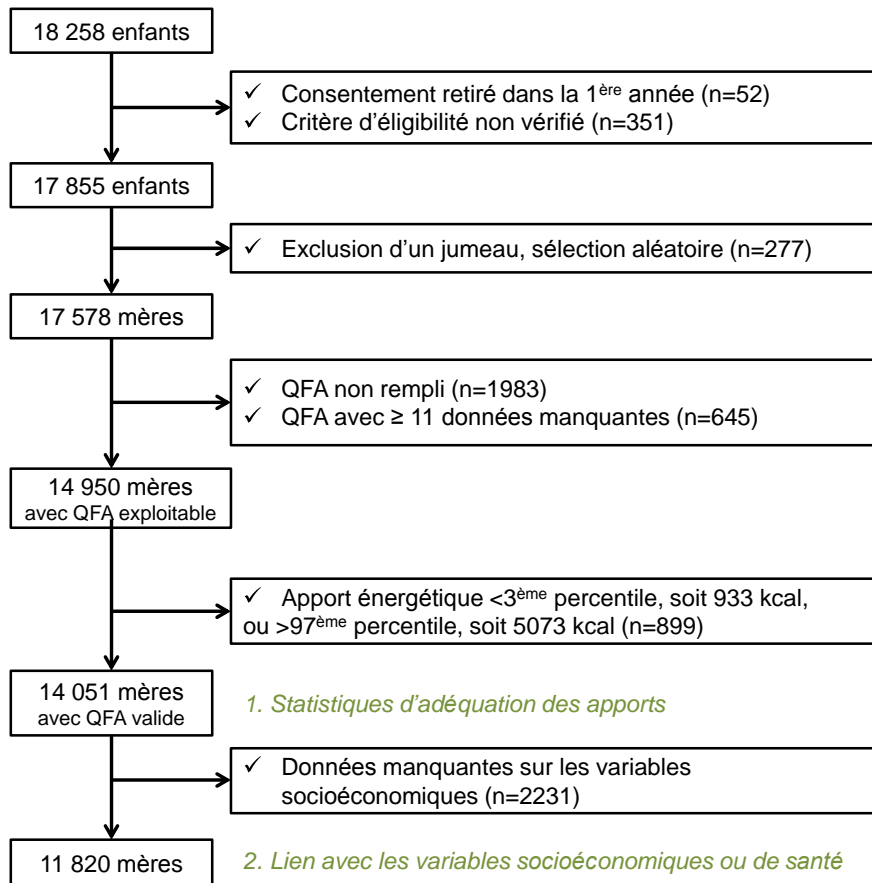 18 258 enfants
✓ Consentement retiré dans la 1ère année (n=52)
✓ Critère d'éligibilité non vérifié (n=351)
17 855 enfants
✓ Exclusion d'un jumeau, sélection aléatoire (n=277)
17 578 mères
✓ QFA non rempli (n=1983)
✓ QFA avec ≥ 11 données manquantes (n=645)
14 950 mères
avec QFA exploitable
✓ Apport énergétique <3ème percentile, soit 933 kcal,
ou >97ème percentile, soit 5073 kcal (n=899)
14 051 mères
avec QFA valide
1. Statistiques d'adéquation des apports
✓ Données manquantes sur les variables
socioéconomiques (n=2231)
11 820 mères
2. Lien avec les variables socioéconomiques ou de santé